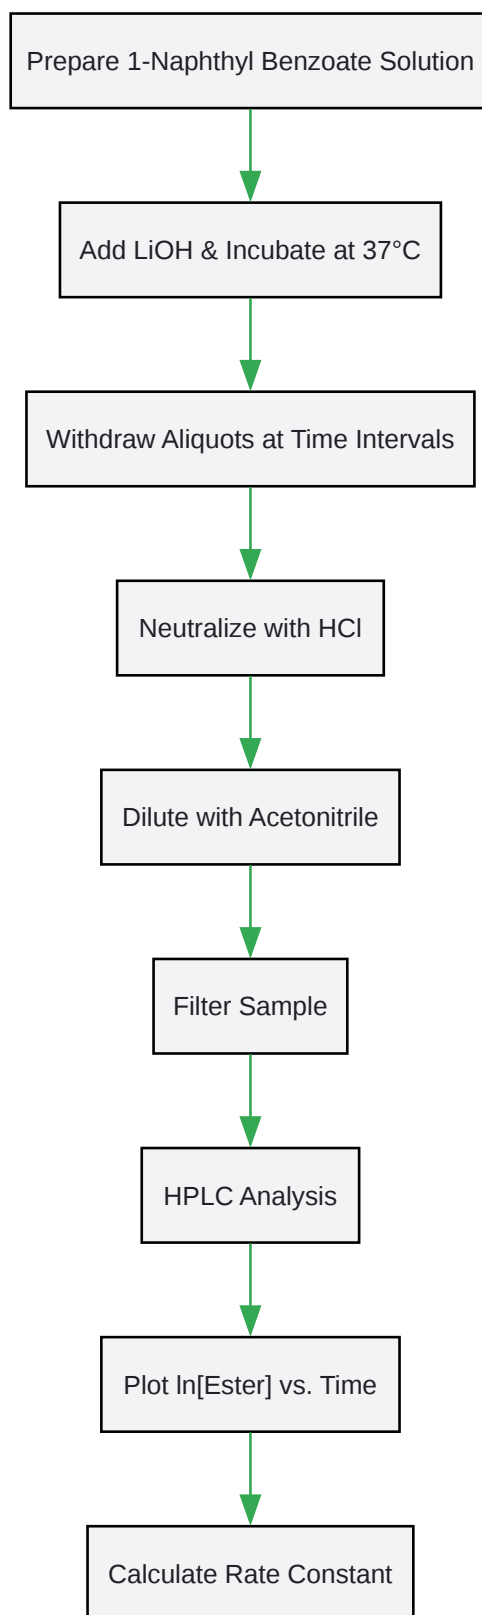 Prepare 1-Naphthyl Benzoate Solution
Add LiOH & Incubate at 37°C
Withdraw Aliquots at Time Intervals
Neutralize with HCl
Dilute with Acetonitrile
Filter Sample
HPLC Analysis
Plot ln[Ester] vs. Time
Calculate Rate Constant